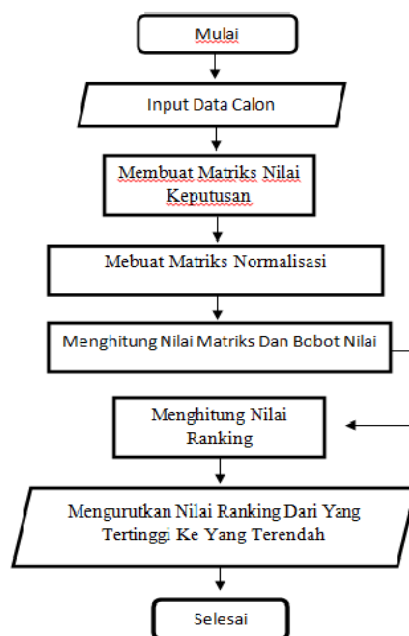 Mulai
Input Data Calon
Membuat Matriks Nilai
Keputusan
Mebuat Matriks Normalisasi
Menghitung Nilai Matriks Dan Bobot Nilai
Menghitung Nilai
Ranking
Mengurutkan Nilai Ranking Dari Yang
Tertinggi Ke Yang Terendah
Selesai